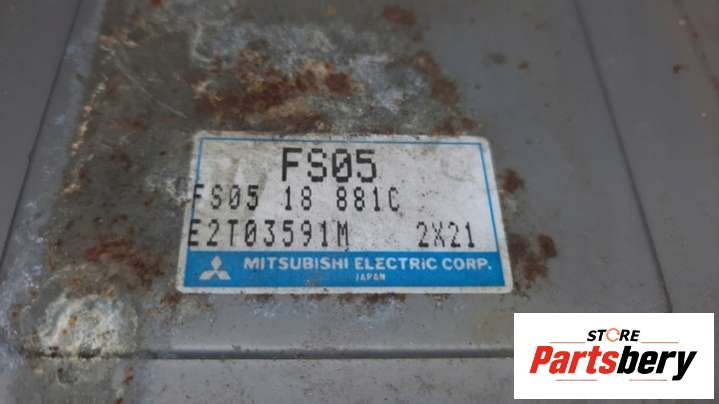 FS05
FS05 18 881C
E2T03591M 2X21
MITSUBISHI ELECTRIC CORP.
JAPAN
STORE
Partsbery